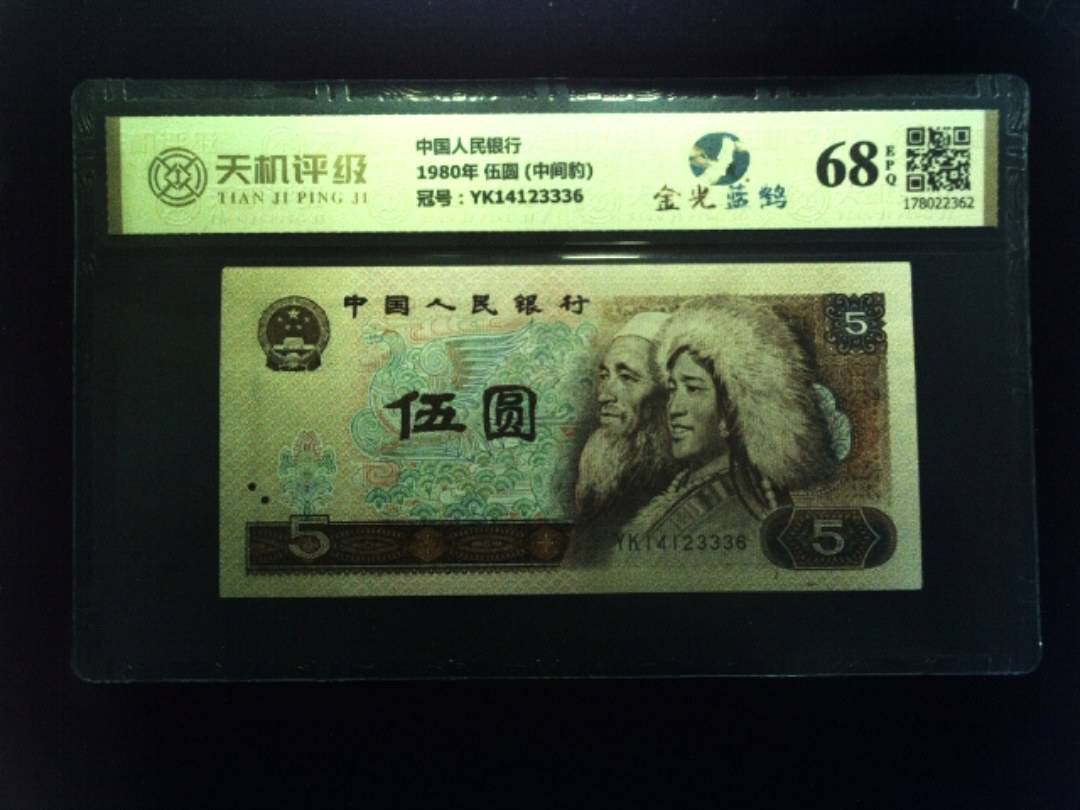 天机评级
TIAN JI PING JI
中国人民银行
1980年 伍圆 (中间豹)
冠号：YK14123336
金光蓝鹤
68
EPQ
178022362
中国人民银行
5
伍圆
5
YK14123336
5